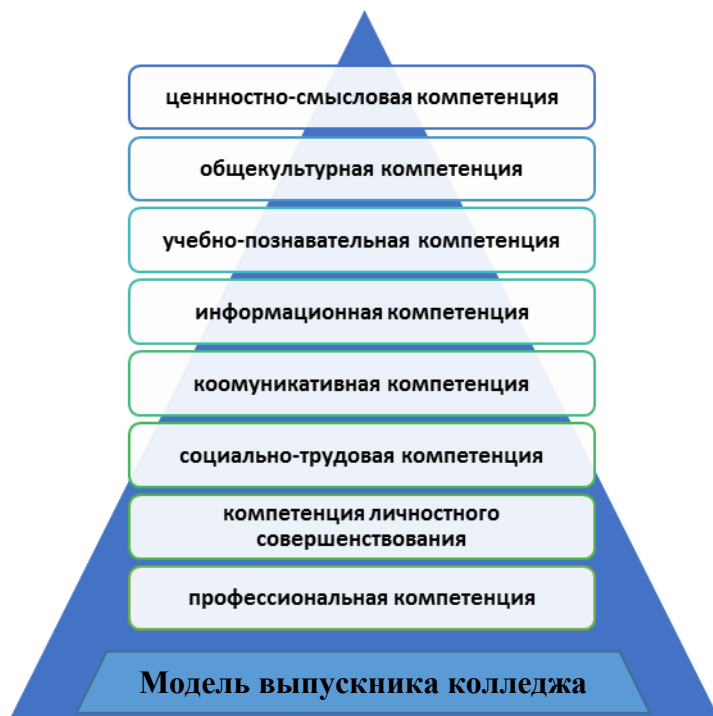 ценнностно-смысловая компетенция
общекультурная компетенция
учебно-познавательная компетенция
информационная компетенция
коомуникативная компетенция
социально-трудовая компетенция
компетенция личностного
совершенствования
профессиональная компетенция
Модель выпускника колледжа